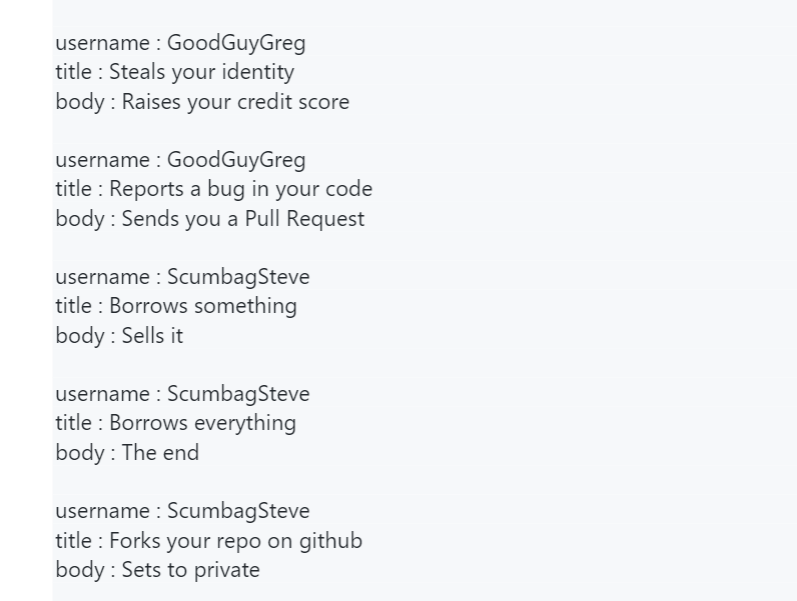 username : GoodGuyGreg
title : Steals your identity
body : Raises your credit score
username : GoodGuyGreg
title : Reports a bug in your code
body : Sends you a Pull Request
username : ScumbagSteve
title : Borrows something
body : Sells it
username : ScumbagSteve
title : Borrows everything
body : The end
username : ScumbagSteve
title : Forks your repo on github
body : Sets to private